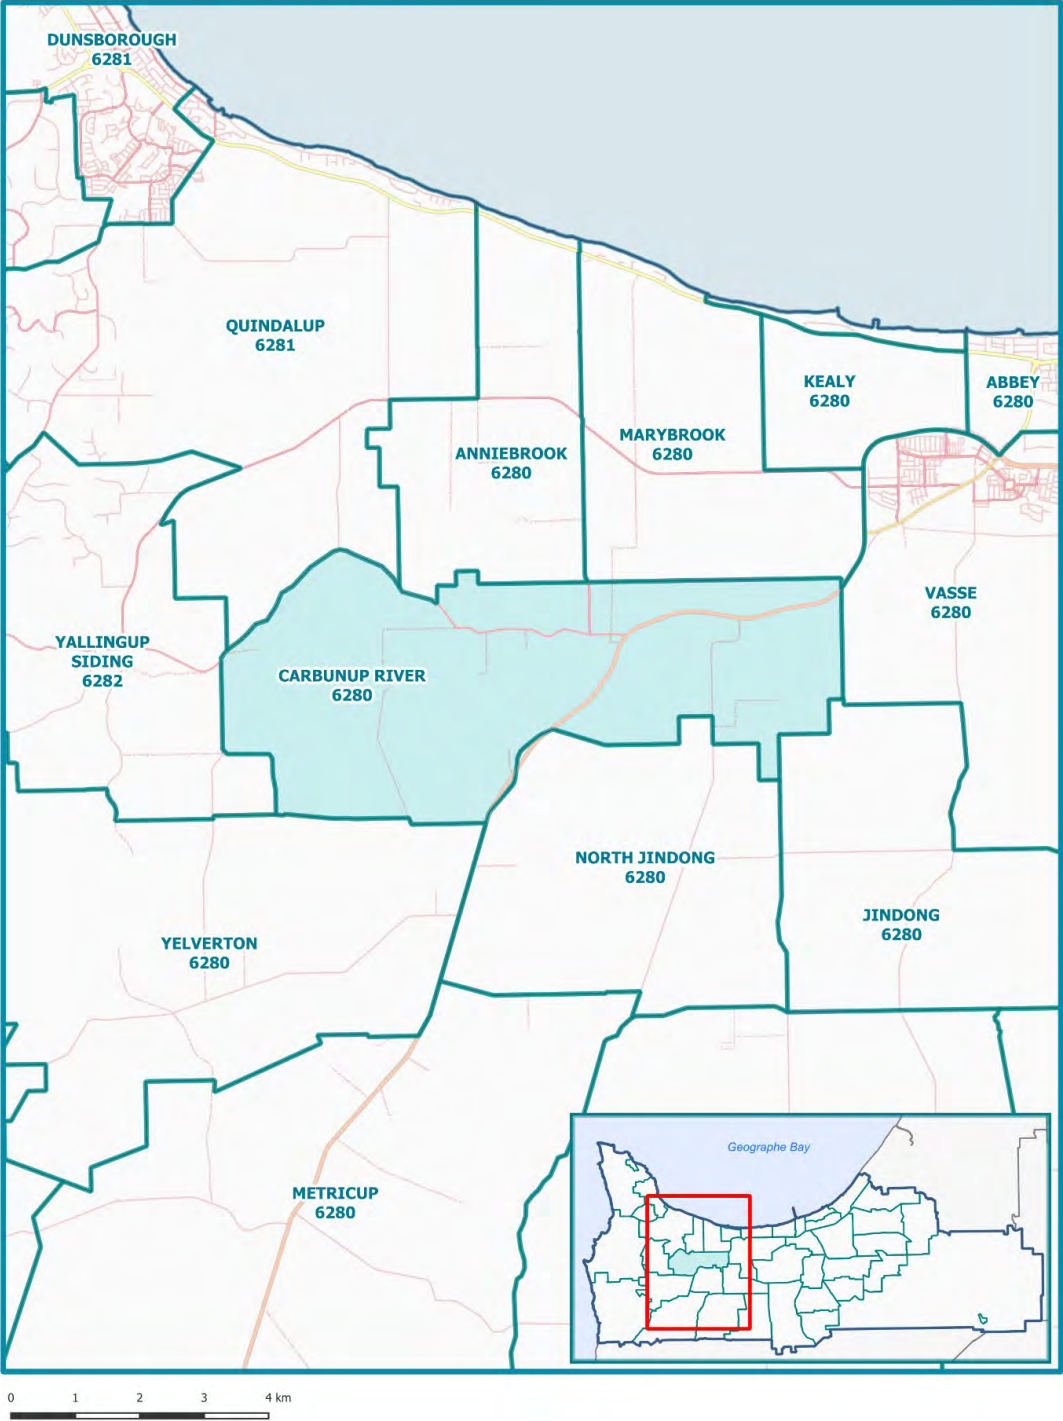 DUNSBOROUGH
6281
QUINDALUP
6281
KEALY
6280
ABBEY
6280
MARYBROOK
6280
ANNIEBROOK
6280
VASSE
6280
YALLINGUP
SIDING
6282
CARBUNUP RIVER
6280
NORTH JINDONG
6280
JINDONG
6280
YELVERTON
6280
METRICUP
6280
Geographe Bay
0 1 2 3 4 km